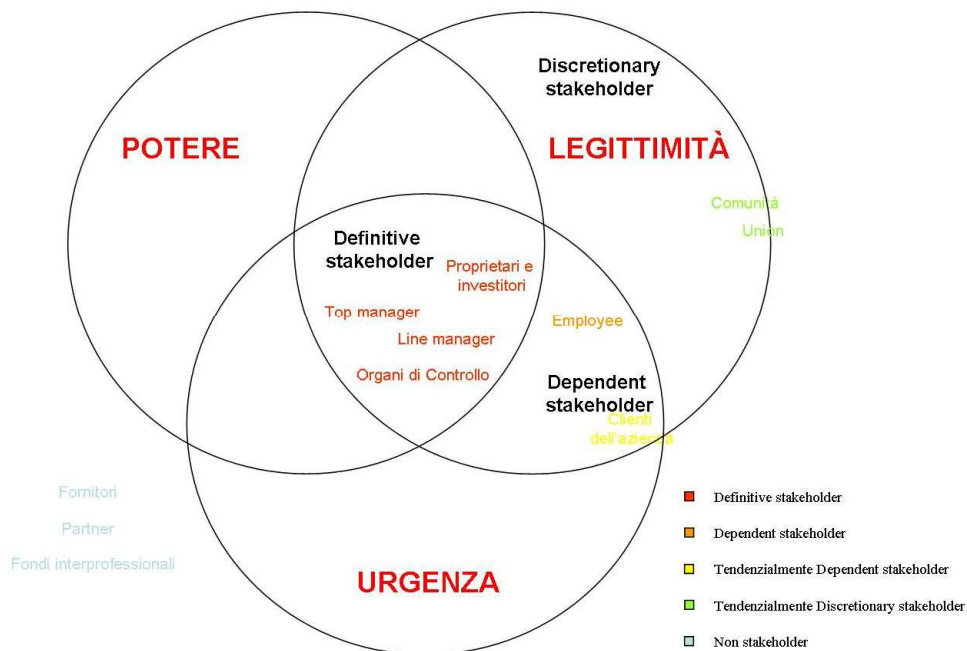 Discretionary
stakeholder
POTERE
LEGITTIMITÀ
Comunità
Union
Definitive
stakeholder
Proprietari e
investitori
Top manager
Employee
Line manager
Organi di Controllo
Dependent
stakeholder
Clienti
dell'azienza
Fornitori
Partner
Fondi interprofessionali
URGENZA
Definitive stakeholder
Dependent stakeholder
Tendenzialmente Dependent stakeholder
Tendenzialmente Discretionary stakeholder
Non stakeholder